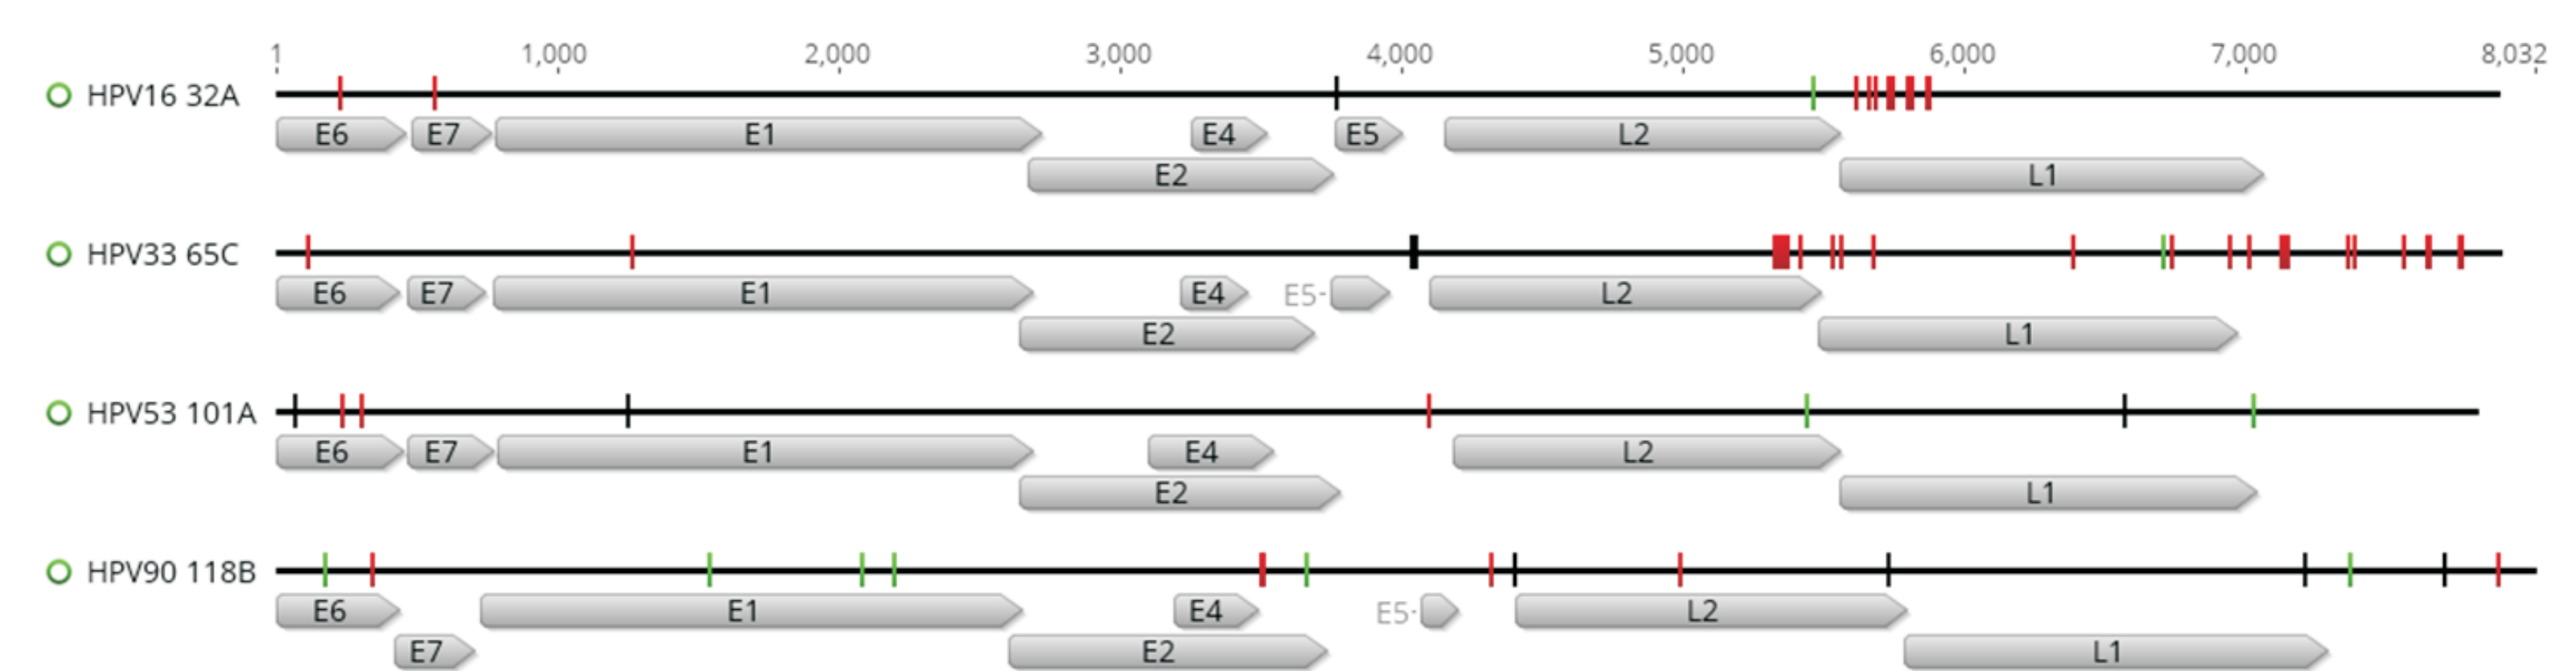 1 1,000 2,000 3,000 4,000 5,000 6,000 7,000 8,032
HPV16 32A
E6 E7 E1 E4 E5 L2
E2 L1
HPV33 65C
E6 E7 E1 E4 E5- L2
E2 L1
HPV53 101A
E6 E7 E1 E4 L2
E2 L1
HPV90 118B
E6 E1 E4 E5- L2
E7 E2 L1